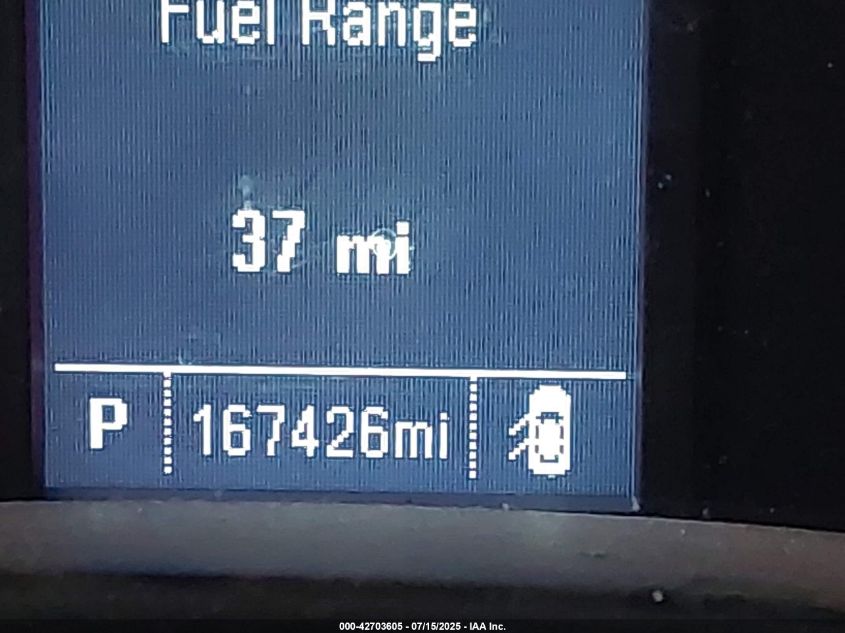 Fuel Range
37 mi
P 167426mi
000-42703605 - 07/15/2025 - IAA Inc.